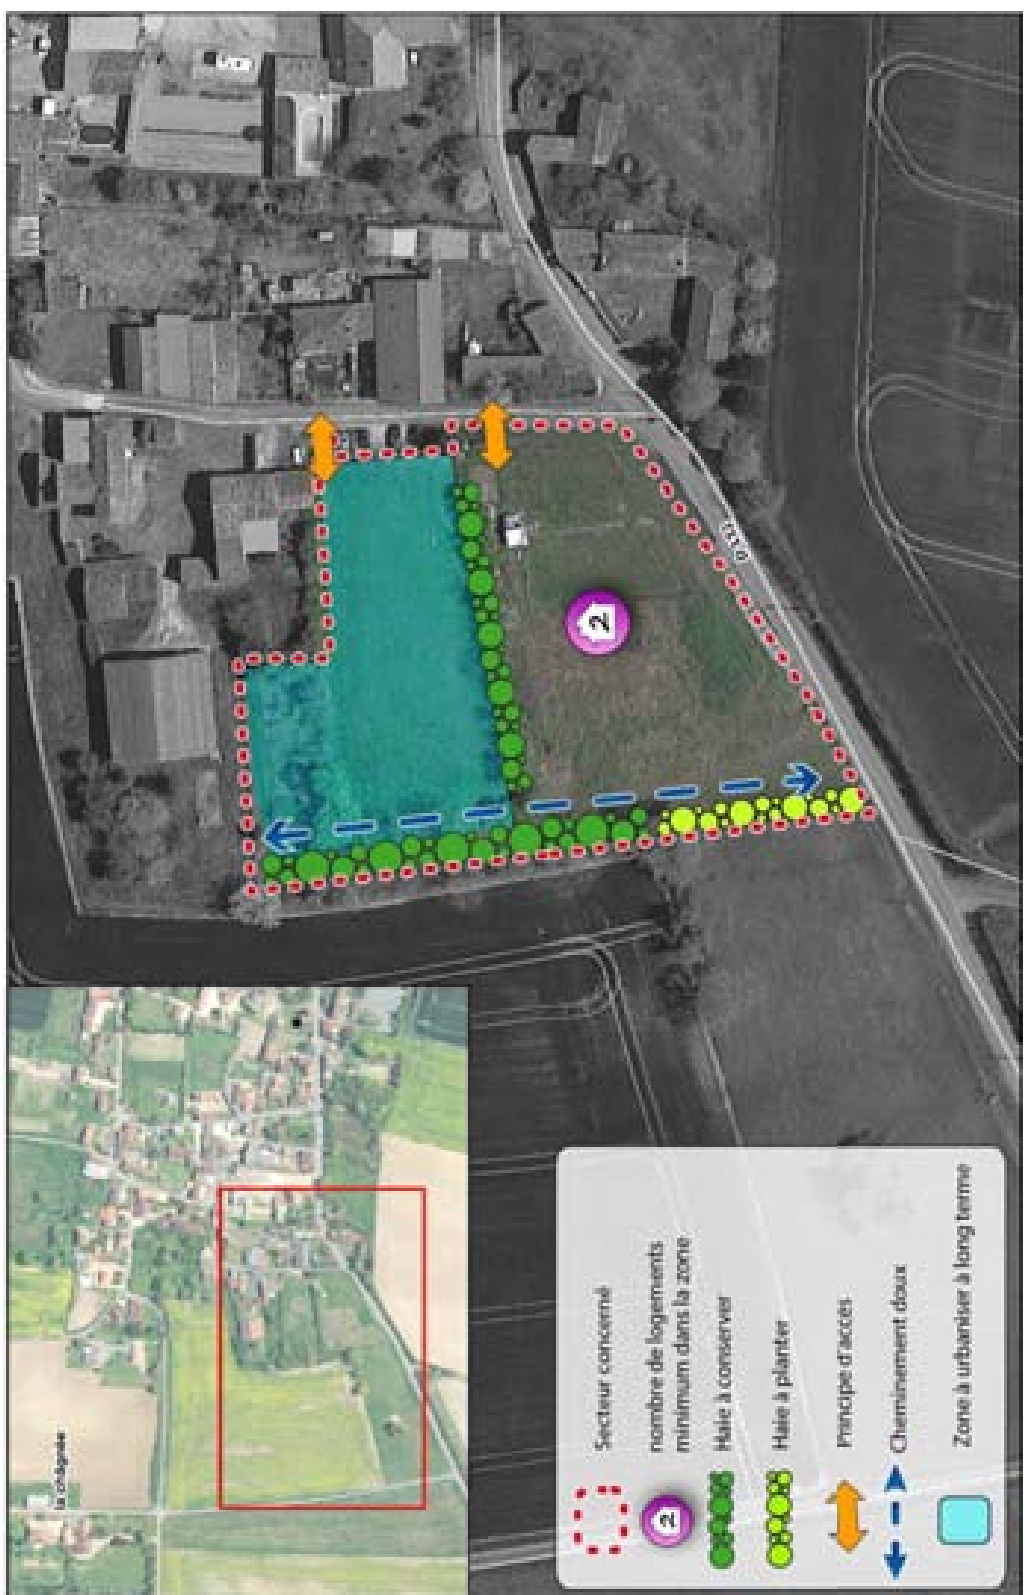 la chagnée
D 111
2
Secteur concerné
2
nombre de logements
minimum dans la zone
Haie à conserver
Haie à planter
Principe d'accès
Cheminement doux
Zone à urbaniser à long terme